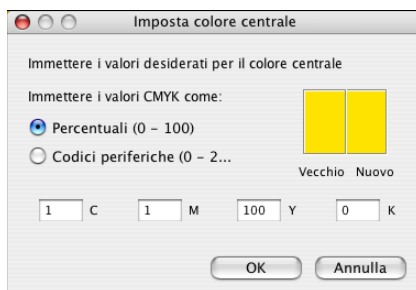 Imposta colore centrale
Immettere i valori desiderati per il colore centrale
Immettere i valori CMYK come:
Percentuali (0 – 100)
Codici periferiche (0 – 2...
Vecchio Nuovo
1 C 1 M 100 Y 0 K
OK Annulla